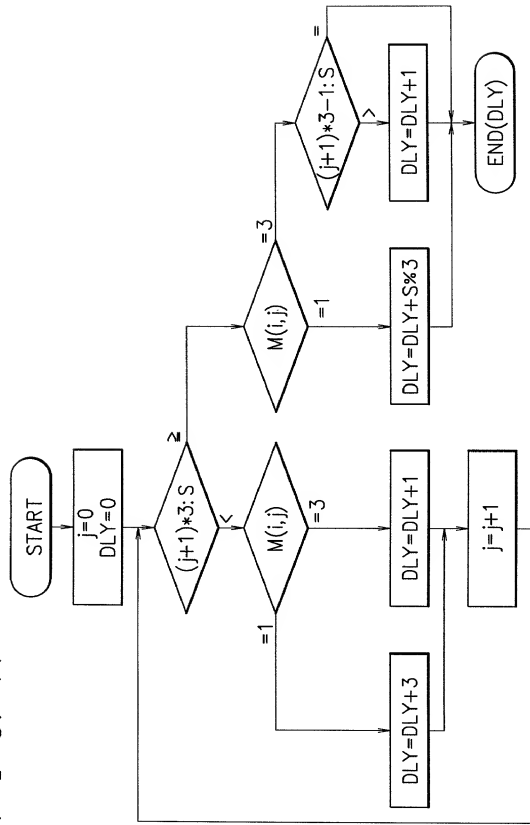 START
j=0
DLY=0
(j+1)*3:S
≥
<
M(i,j)
=1
=3
DLY=DLY+3
DLY=DLY+1
j=j+1
M(i,j)
=3
=1
DLY=DLY+S%3
(j+1)*3-1:S
=
>
DLY=DLY+1
END(DLY)